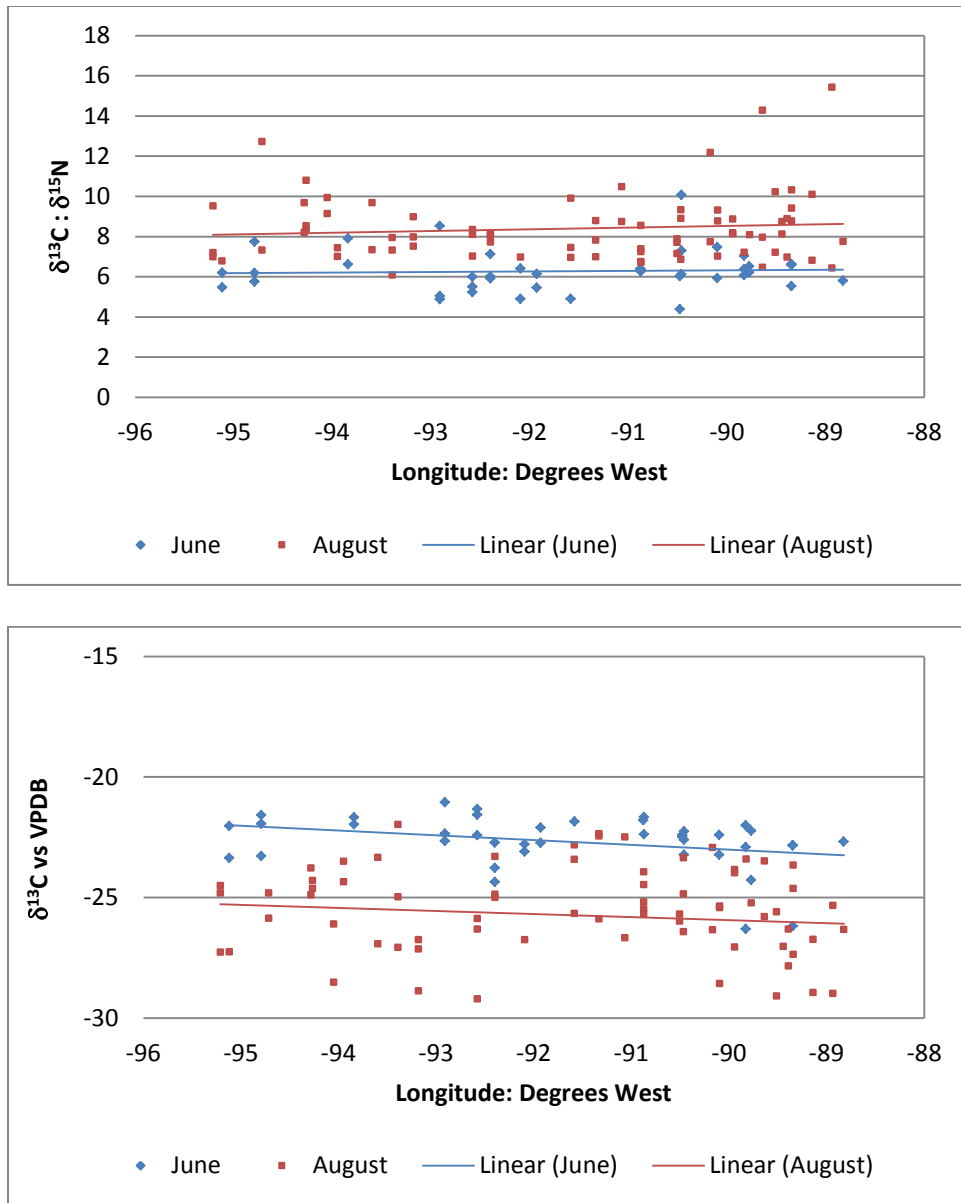 18
16
14
12
10
8
6
4
2
0
δ13C : δ15N
-96 -95 -94 -93 -92 -91 -90 -89 -88
Longitude: Degrees West
June August Linear (June) Linear (August)
-15
-20
-25
-30
δ13C vs VPDB
-96 -95 -94 -93 -92 -91 -90 -89 -88
Longitude: Degrees West
June August Linear (June) Linear (August)